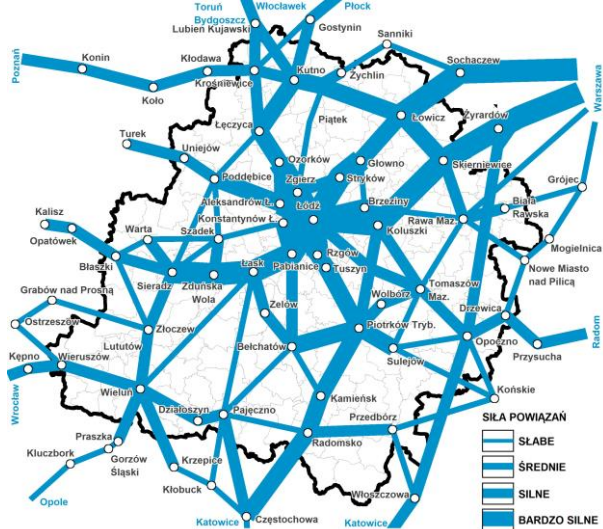 Toruń
Bydgoszcz
Włocławek
Płock
Lubien Kujawski
Gostynin
Sanniki
Poznań
Konin
Kłodawa
Kutno
Żychlin
Sochaczew
Koło
Krośniewice
Warszawa
Łowicz
Żyrardów
Piątek
Łęczyca
Turek
Uniejów
Ozorków
Głowno
Skierniewice
Zgierz
Stryków
Poddębice
Grójec
Aleksandrów Ł.
Brzeziny
Biała
Rawska
Łódź
Kalisz
Konstantynów Ł.
Rawa Maz.
Koluszki
Warta
Szadek
Opatówek
Mogielnica
Rzgów
Błaszki
Łask
Pabianice
Tuszyn
Nowe Miasto
nad Pilicą
Sieradz
Zduńska
Wola
Tomaszów
Maz.
Grabów nad Prosną
Wolbórz
Zelów
Drzewica
Ostrzeszów
Złoczew
Piotrków Tryb.
Radom
Lututów
Bełchatów
Opoczno
Kępno
Wieruszów
Sulejów
Przysucha
Wrocław
Wieluń
Kamieńsk
Końskie
Działoszyn
Pajęczno
Przedbórz
SIŁA POWIĄZAŃ
Praszka
Radomsko
SŁABE
Kluczbork
Gorzów
Śląski
Krzepice
ŚREDNIE
Kłobuck
Włoszczowa
SILNE
Opole
Katowice
Częstochowa
Katowice
BARDZO SILNE